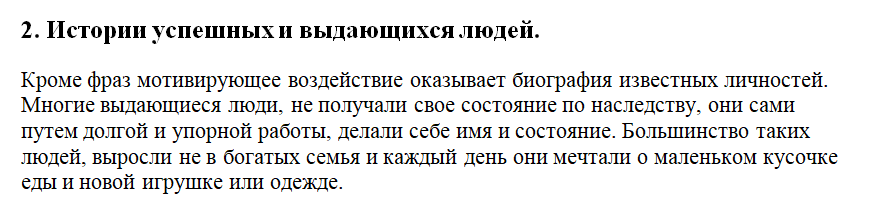 2. Истории успешных и выдающихся людей.
Кроме фраз мотивирующее воздействие оказывает биография известных личностей.
Многие выдающиеся люди, не получали свое состояние по наследству, они сами
путем долгой и упорной работы, делали себе имя и состояние. Большинство таких
людей, выросли не в богатых семья и каждый день они мечтали о маленьком кусочке
еды и новой игрушке или одежде.